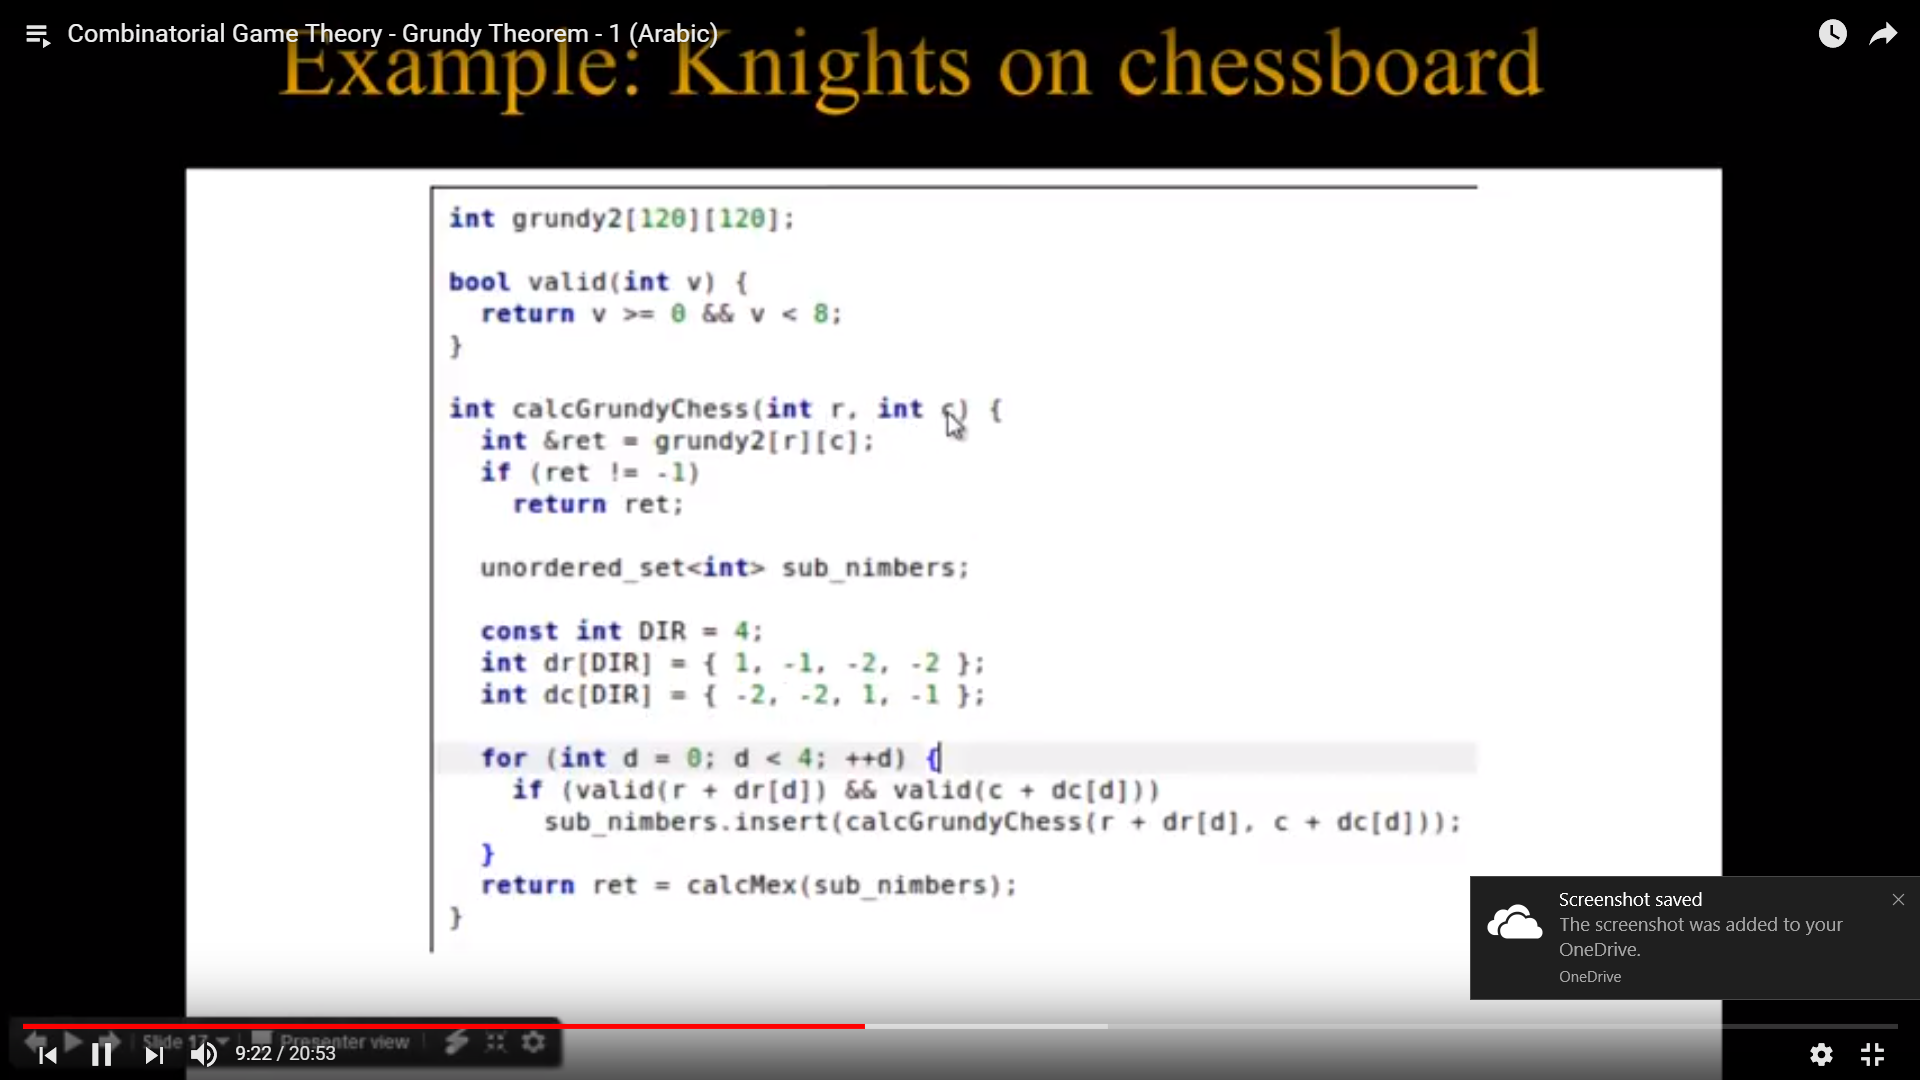 Combinatorial Game Theory - Grundy Theorem - 1 (Arabic)
Example: Knights on chessboard
int grundy2[120][120];
bool valid(int v) {
return v >= 0 && v < 8;
}
int calcGrundyChess(int r, int c) {
int &ret = grundy2[r][c];
if (ret != -1)
return ret;
unordered_set<int> sub_nimbers;
const int DIR = 4;
int dr[DIR] = { 1, -1, -2, -2 };
int dc[DIR] = { -2, -2, 1, -1 };
for (int d = 0; d < 4; ++d) {
if (valid(r + dr[d]) && valid(c + dc[d]))
sub_nimbers.insert(calcGrundyChess(r + dr[d], c + dc[d]));
}
return ret = calcMex(sub_nimbers);
}
Screenshot saved
The screenshot was added to your
OneDrive.
OneDrive
Slide 17
Presenter view
9:22 / 20:53